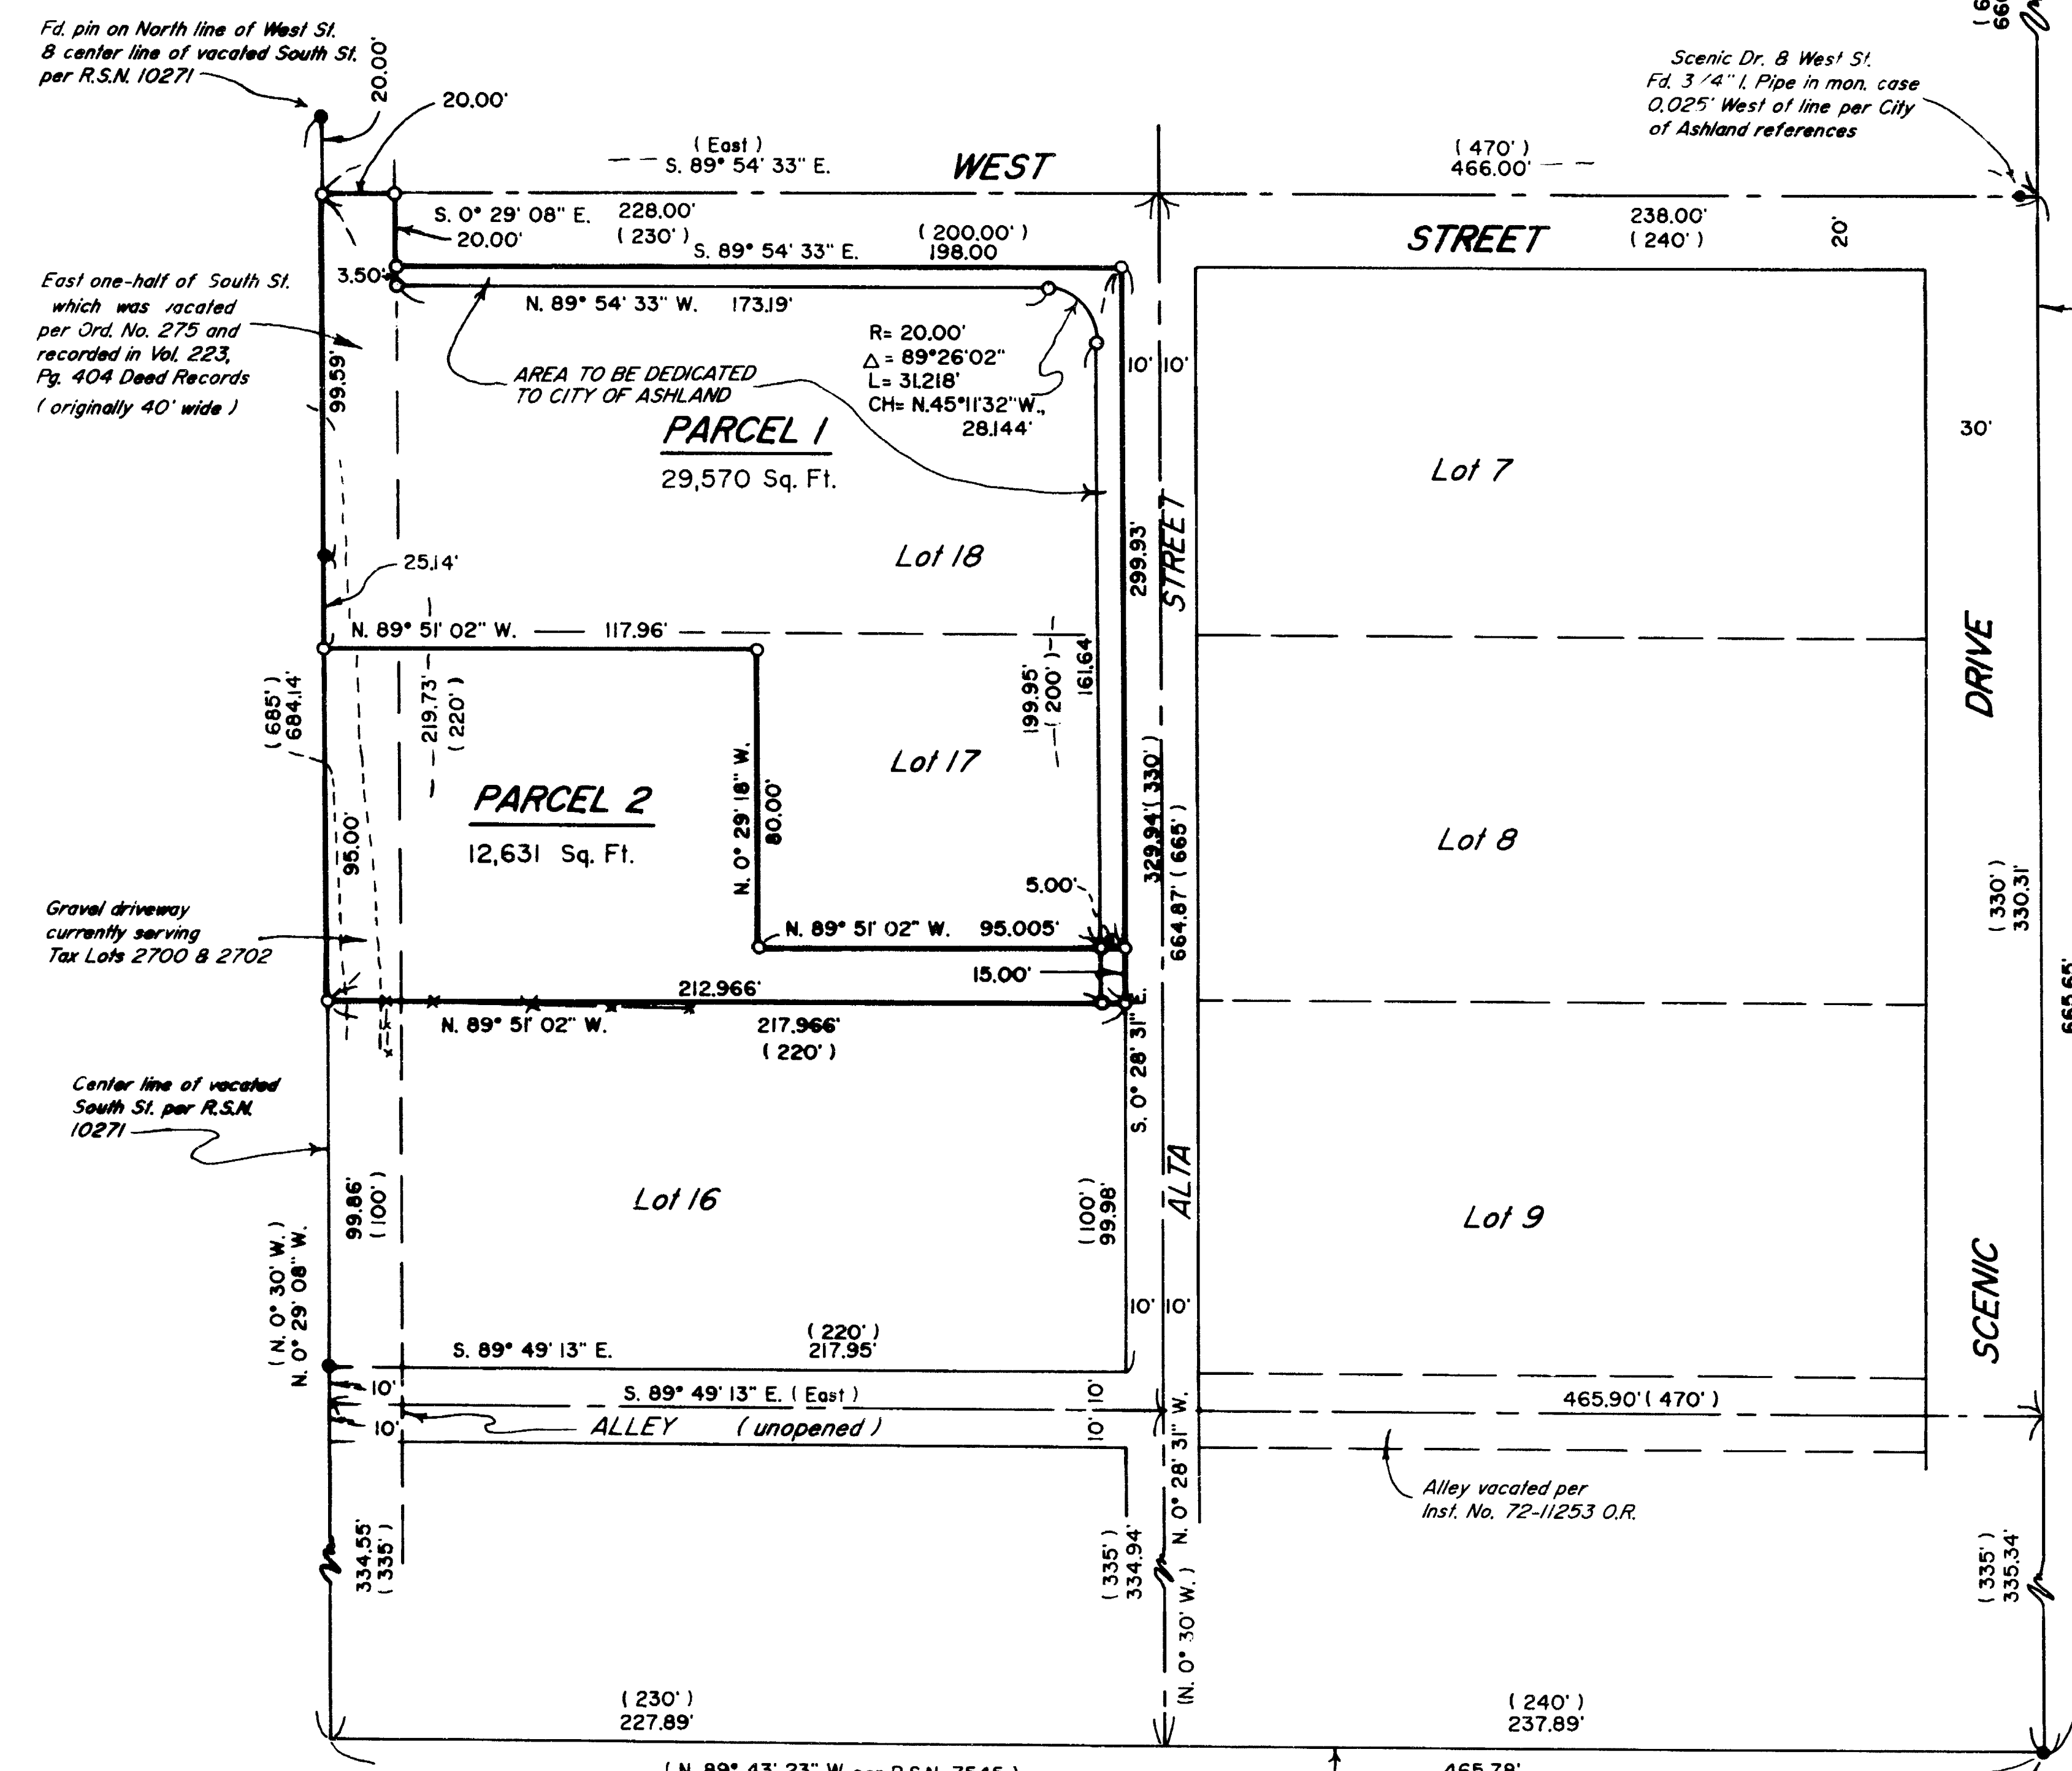 Fd. pin on North line of West St.
& center line of vacated South St.
per R.S.N. 10271
20.00'
20.00'
Scenic Dr. & West St.
Fd. 3/4" I. Pipe in mon. case
0.025' West of line per City
of Ashland references
( East )
S. 89° 54' 33" E.
WEST
( 470' )
466.00'
S. 0° 29' 08" E.
228.00'
20.00'
( 230' )
( 200.00' )
S. 89° 54' 33" E.
198.00
STREET
238.00'
( 240' )
20'
3.50'
N. 89° 54' 33" W. 173.19'
East one-half of South St.
which was vacated
per Ord. No. 275 and
recorded in Vol. 223,
Pg. 404 Deed Records
( originally 40' wide )
99.59'
R= 20.00'
Δ = 89°26'02"
L= 31.218'
CH= N.45°11'32"W.,
28.144'
AREA TO BE DEDICATED
TO CITY OF ASHLAND
10' 10'
30'
PARCEL 1
29,570 Sq. Ft.
Lot 7
Lot 18
25.14'
299.93'
STREET
N. 89° 51' 02" W. 117.96'
( 685' )
684.14'
219.73'
( 220' )
199.95'
( 200' )
161.64
DRIVE
Lot 17
N. 0° 29' 18" W.
80.00'
PARCEL 2
12,631 Sq. Ft.
95.00'
329.94' ( 330' )
664.87' ( 665' )
Lot 8
( 330' )
330.31'
5.00'
Gravel driveway
currently serving
Tax Lots 2700 & 2702
N. 89° 51' 02" W. 95.005'
15.00'
665.65'
212.966'
N. 89° 51' 02" W.
217.966'
( 220' )
S. 0° 28' 31" E.
Center line of vacated
South St. per R.S.N.
10271
99.86'
( 100' )
Lot 16
( 100' )
99.98'
ALTA
Lot 9
( N. 0° 30' W. )
N. 0° 29' 08" W.
10' 10'
SCENIC
( 220' )
S. 89° 49' 13" E.
217.95'
10'
S. 89° 49' 13" E. ( East )
10'
465.90' ( 470' )
10'
ALLEY ( unopened )
10'
N. 0° 28' 31" W.
(N. 0° 30' W. )
Alley vacated per
Inst. No. 72-11253 O.R.
334.55'
( 335' )
( 335' )
334.94'
( 335' )
335.34'
( 230' )
227.89'
( 240' )
237.89'
( N. 89° 43' 23" W. per R.S.N. 7545 )
465.78'